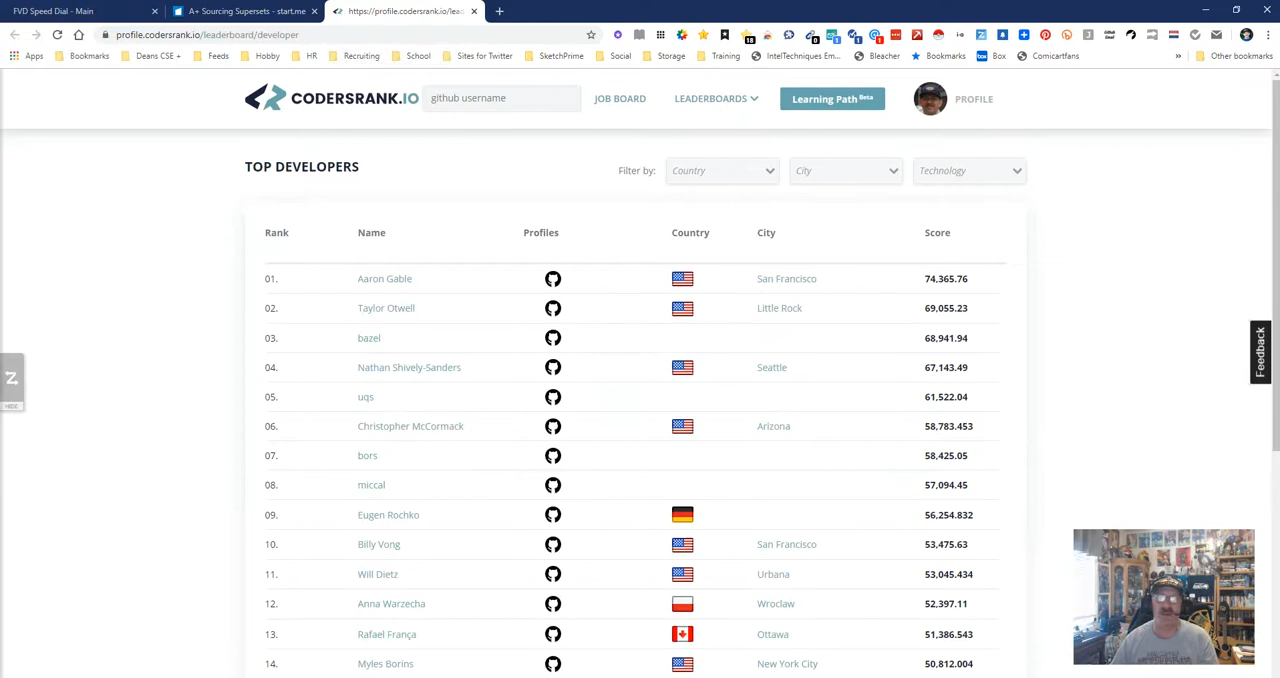 FVD Speed Dial - Main
A+ Sourcing Supersets - start.me
https://profile.codersrank.io/lea
profile.codersrank.io/leaderboard/developer
Apps Bookmarks Deans CSE + Feeds Hobby HR Recruiting School Sites for Twitter SketchPrime Social Storage Training IntelTechniques Em... Bleacher Bookmarks Box Comicartfans » Other bookmarks
CODERSRANK.IO github username JOB BOARD LEADERBOARDS Learning Path Beta PROFILE
TOP DEVELOPERS Filter by: Country City Technology
Rank Name Profiles Country City Score
01. Aaron Gable San Francisco 74,365.76
02. Taylor Otwell Little Rock 69,055.23
03. bazel 68,941.94
04. Nathan Shively-Sanders Seattle 67,143.49
05. uqs 61,522.04
06. Christopher McCormack Arizona 58,783.453
07. bors 58,425.05
08. miccal 57,094.45
09. Eugen Rochko 56,254.832
10. Billy Vong San Francisco 53,475.63
11. Will Dietz Urbana 53,045.434
12. Anna Warzecha Wroclaw 52,397.11
13. Rafael França Ottawa 51,386.543
14. Myles Borins New York City 50,812.004
Feedback
HIDE